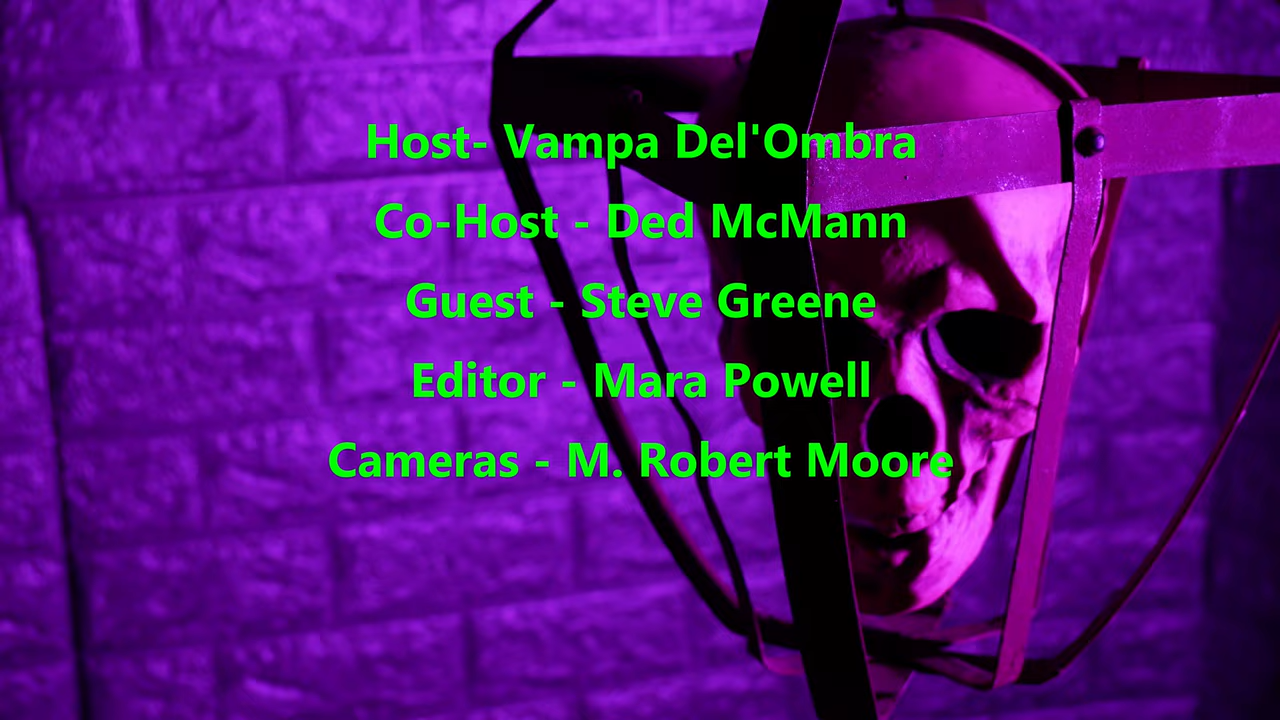 Host- Vampa Del'Ombra
Co-Host - Ded McMann
Guest - Steve Greene
Editor - Mara Powell
Cameras - M. Robert Moore